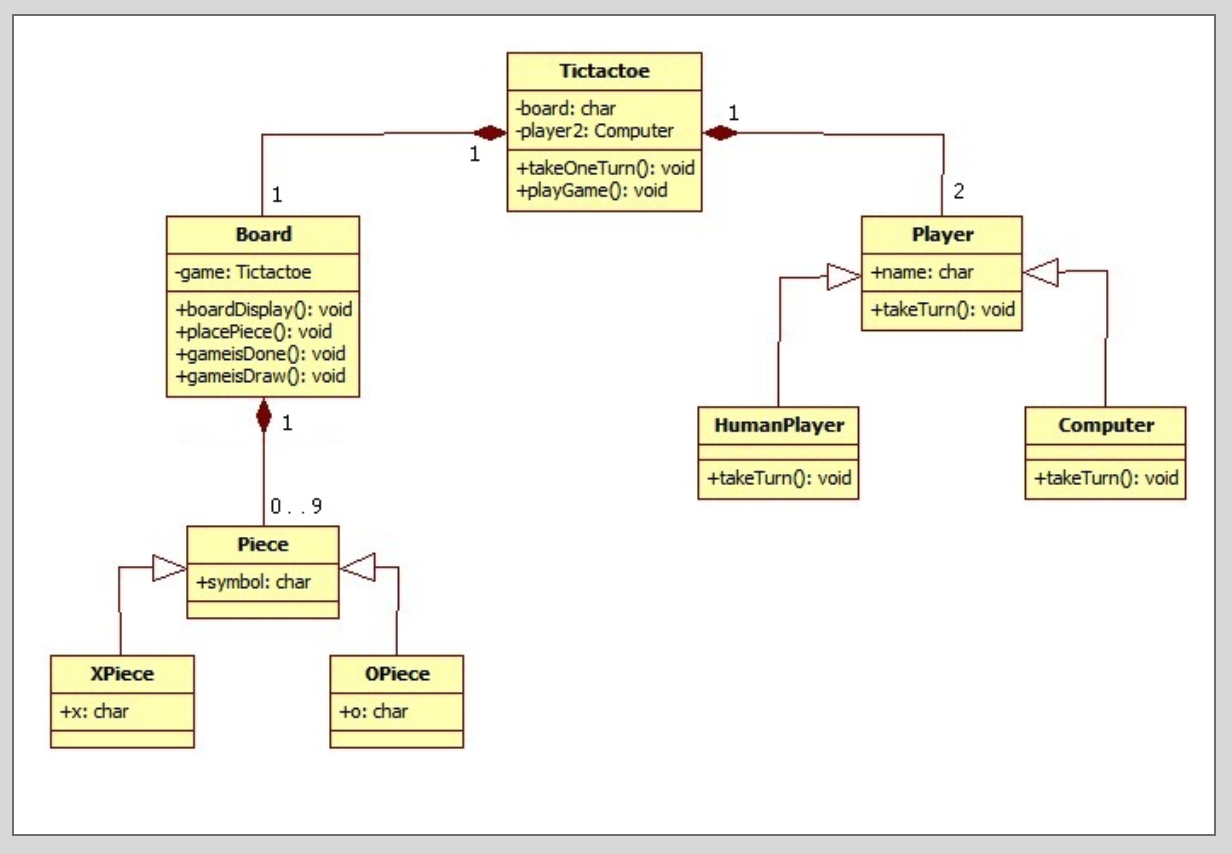 Tictactoe
-board: char
-player2: Computer
+takeOneTurn(): void
+playGame(): void
1
1
1
2
Board
-game: Tictactoe
+boardDisplay(): void
+placePiece(): void
+gameisDone(): void
+gameisDraw(): void
Player
+name: char
+takeTurn(): void
1
0..9
HumanPlayer
+takeTurn(): void
Computer
+takeTurn(): void
Piece
+symbol: char
XPiece
+x: char
OPiece
+o: char